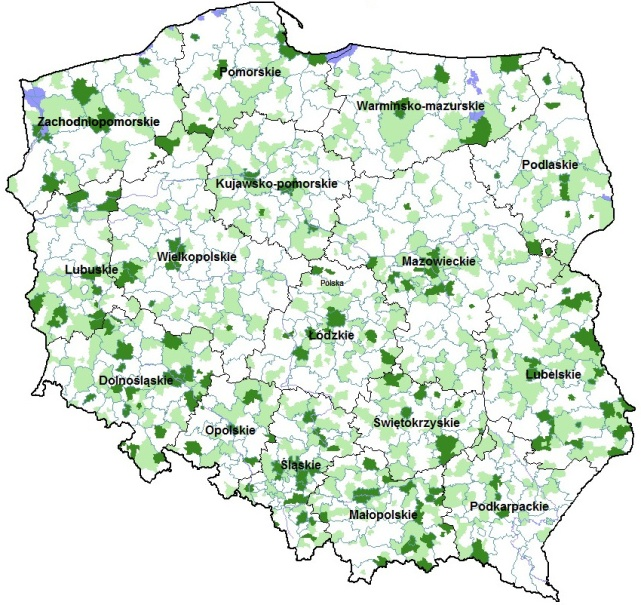 Pomorskie
Warmińsko-mazurskie
Zachodniopomorskie
Podlaskie
Kujawsko-pomorskie
Wielkopolskie
Mazowieckie
Lubuskie
Polska
Łódzkie
Lubelskie
Dolnośląskie
Świętokrzyskie
Opolskie
Śląskie
Podkarpackie
Małopolskie